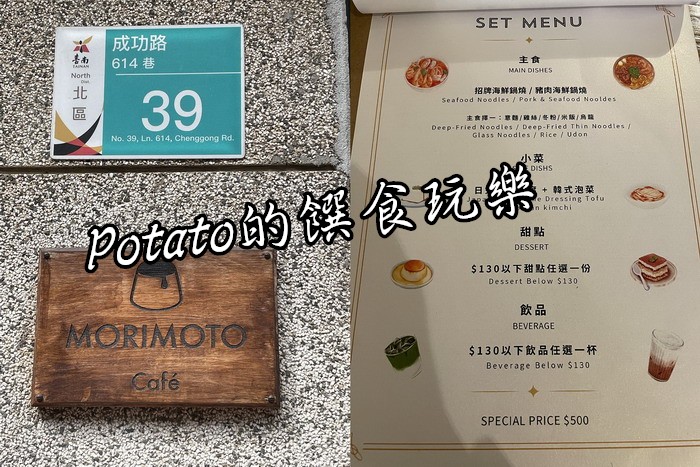 成功路
614 巷
臺南
TAINAN
North
Dist.
北區
39
No. 39, Ln. 614, Chenggong Rd.
MORIMOTO
Café
Potato的饌食玩樂
SET MENU
主食
MAIN DISHES
招牌海鮮鍋燒 / 豬肉海鮮鍋燒
Seafood Noodles / Pork & Seafood Nooldes
主食擇一：意麵/雞絲/冬粉/米飯/烏龍
Deep-Fried Noodles / Deep-Fried Thin Noodles /
Glass Noodles / Rice / Udon
小菜
DISHS
+ 韓式泡菜
Dressing Tofu
kimchi
甜點
DESSERT
$130以下甜點任選一份
Dessert Below $130
飲品
BEVERAGE
$130以下飲品任選一杯
Beverage Below $130
SPECIAL PRICE $500